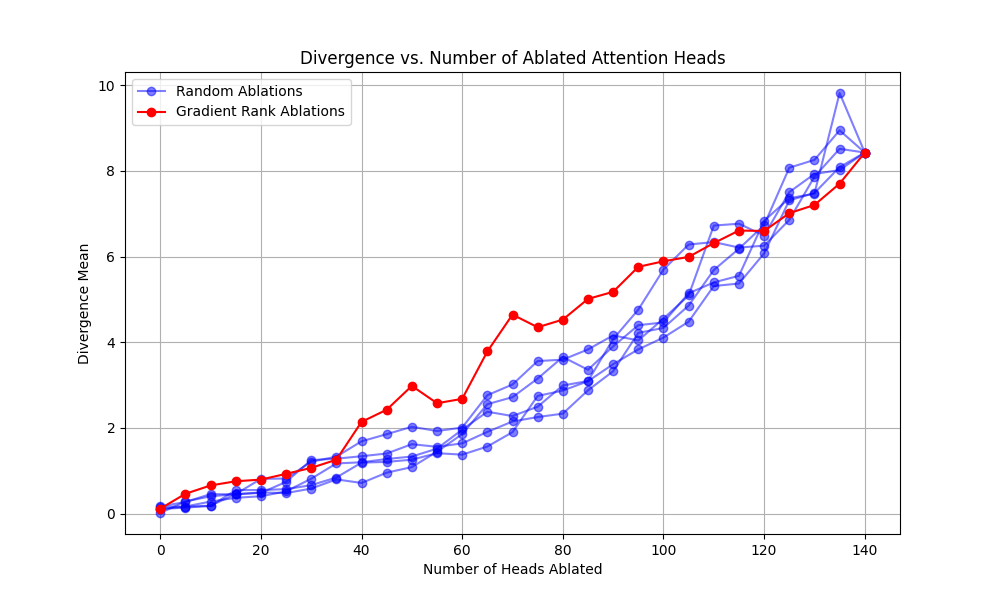 Divergence vs. Number of Ablated Attention Heads
Random Ablations
Gradient Rank Ablations
Divergence Mean
10
8
6
4
2
0
0 20 40 60 80 100 120 140
Number of Heads Ablated